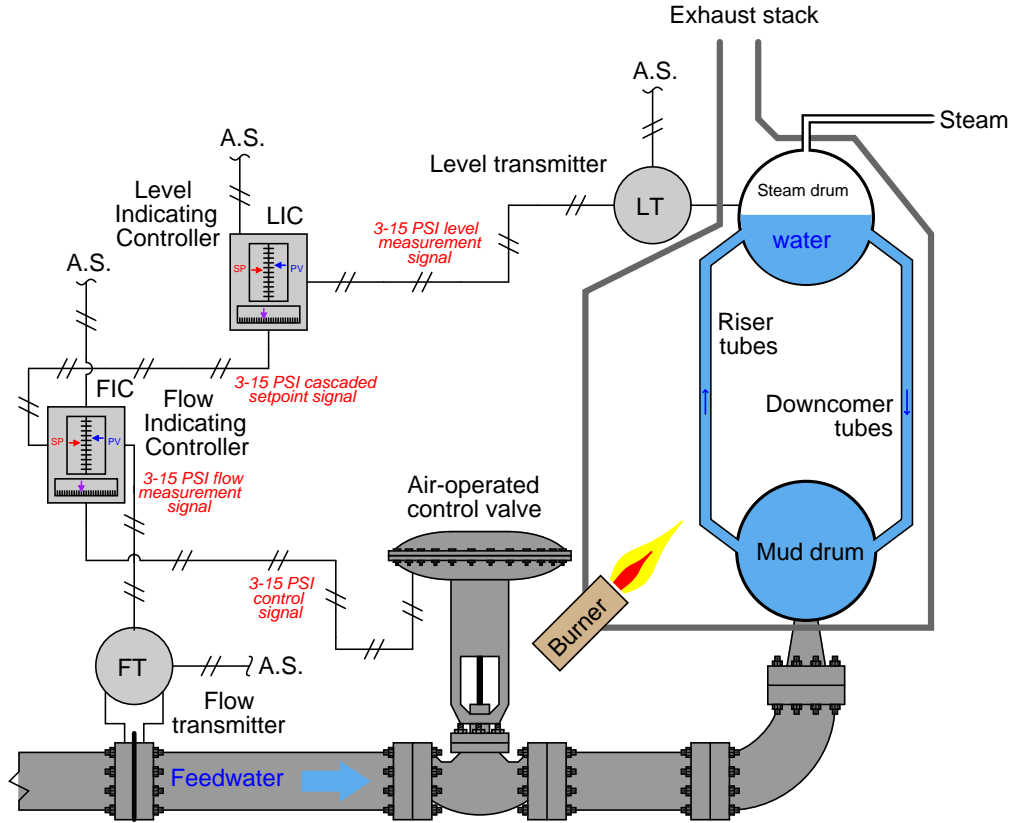 Exhaust stack
A.S.
Steam
A.S.
Level transmitter
Steam drum
LT
Level
Indicating
Controller
LIC
3-15 PSI level
measurement
signal
water
A.S.
SP
PV
Riser
tubes
3-15 PSI cascaded
setpoint signal
FIC
Flow
Indicating
Controller
Downcomer
tubes
SP
PV
3-15 PSI flow
measurement
signal
Air-operated
control valve
Mud drum
3-15 PSI
control
signal
Burner
FT
A.S.
Flow
transmitter
Feedwater